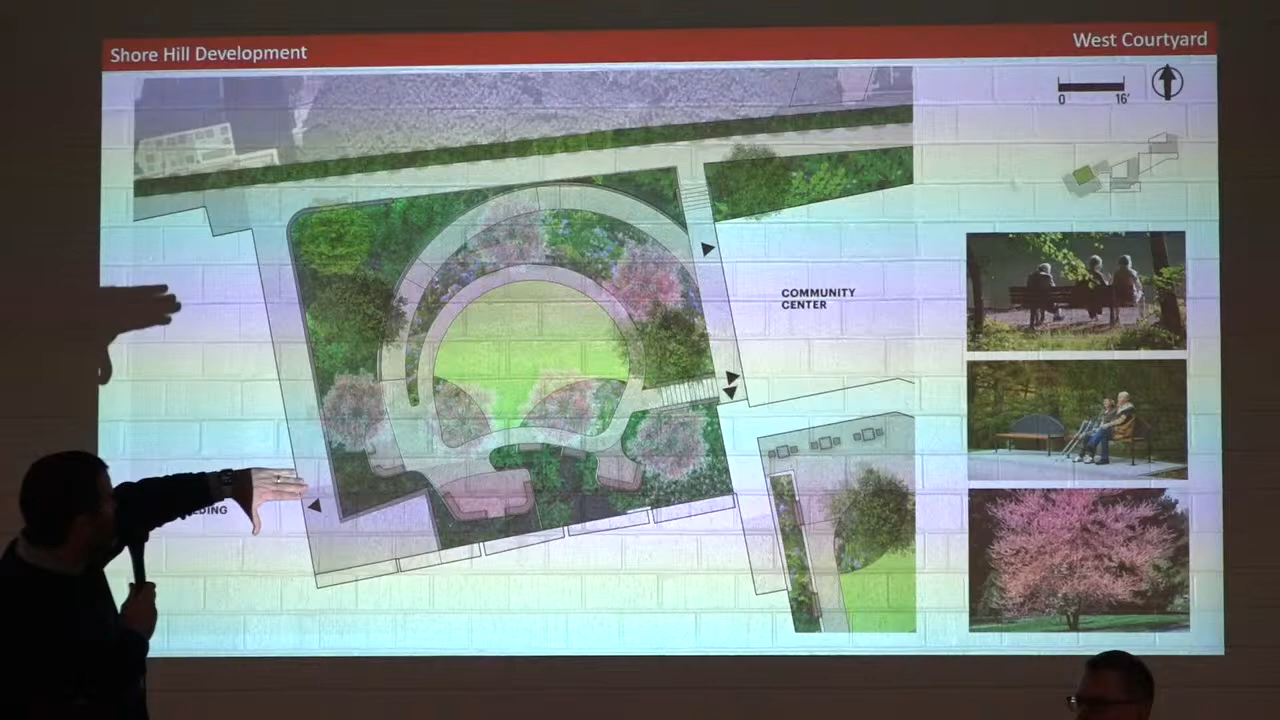 Shore Hill Development
West Courtyard
0 16'
COMMUNITY
CENTER